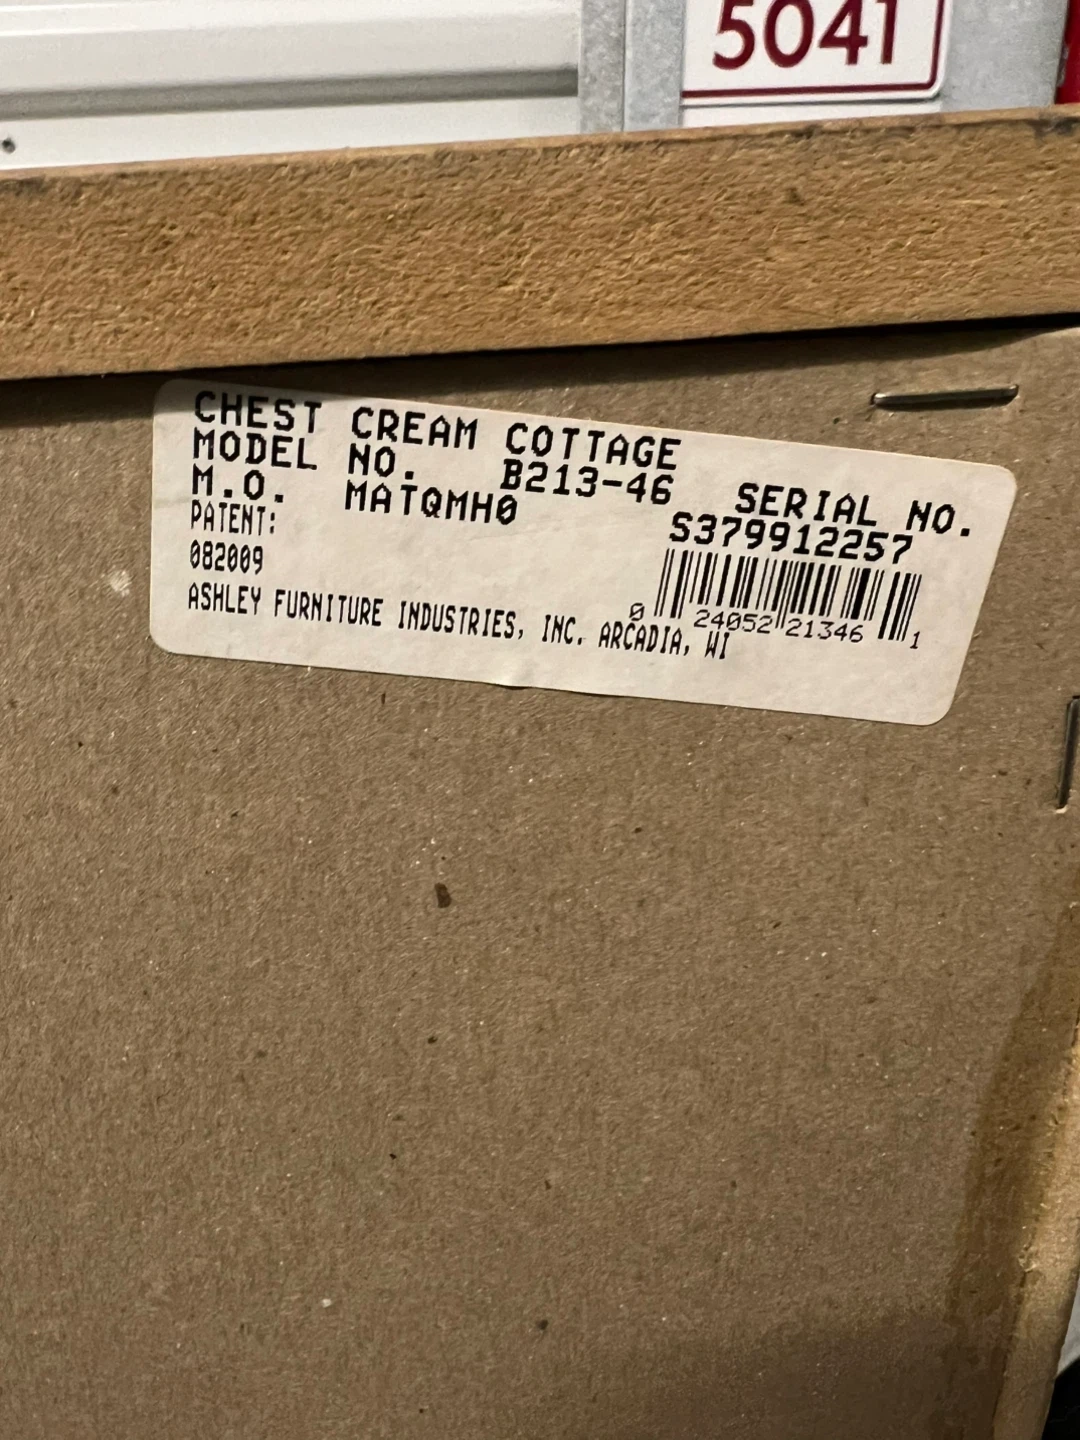 5041
CHEST CREAM COTTAGE
MODEL NO. B213-46 SERIAL NO.
M.O. MATQMH0 S379912257
PATENT:
082009
0 24052 21346 1
ASHLEY FURNITURE INDUSTRIES, INC. ARCADIA, WI